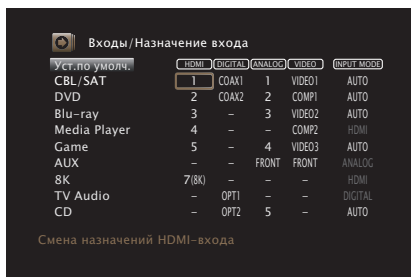 Входы/Назначение входа
Уст.по умолч. HDMI DIGITAL ANALOG VIDEO INPUT MODE
CBL/SAT 1 COAX1 1 VIDEO1 AUTO
DVD 2 COAX2 2 COMP1 AUTO
Blu-ray 3 – 3 VIDEO2 AUTO
Media Player 4 – – COMP2 HDMI
Game 5 – 4 VIDEO3 AUTO
AUX – – FRONT FRONT ANALOG
8K 7(8K) – – – HDMI
TV Audio – OPT1 – – DIGITAL
CD – OPT2 5 – AUTO
Смена назначений HDMI-входа